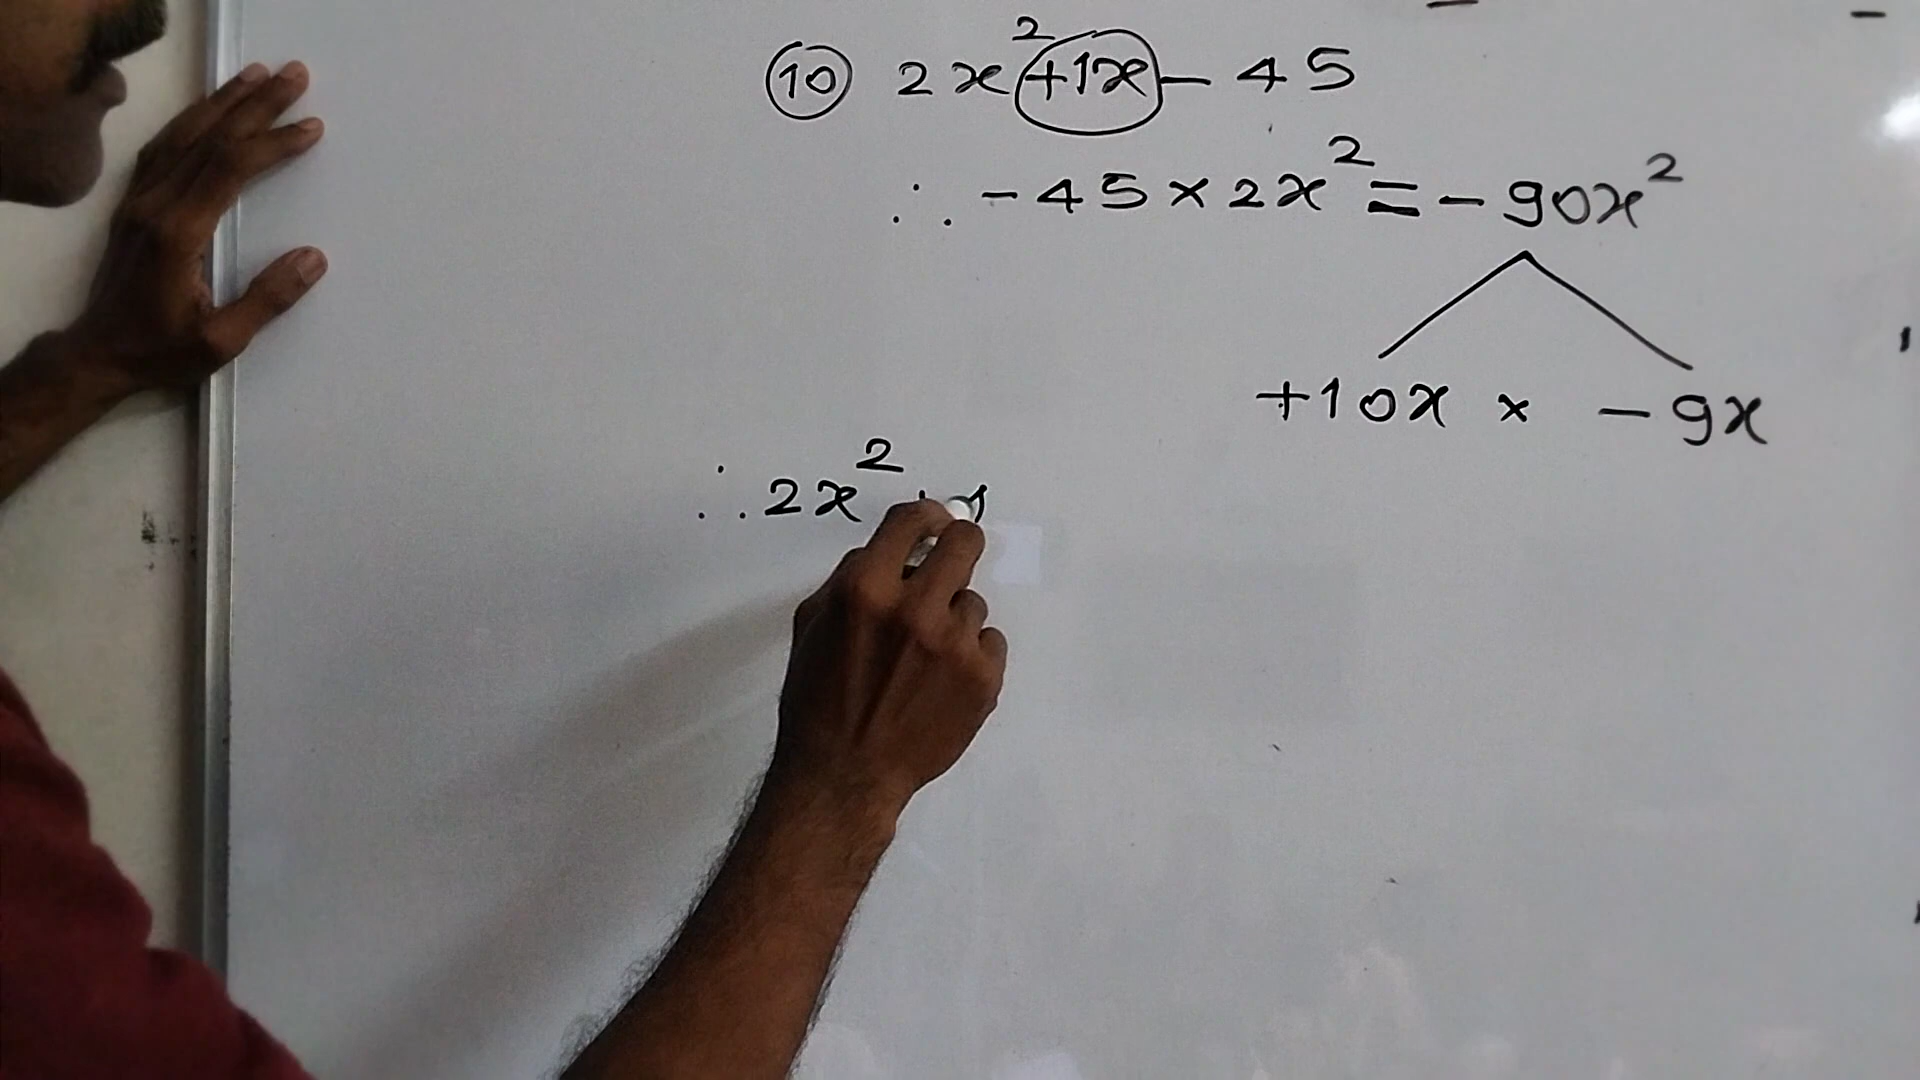 ⑩ 2x²+1x-45
∴ -45×2x²=-90x²
+10x × -9x
∴ 2x²+